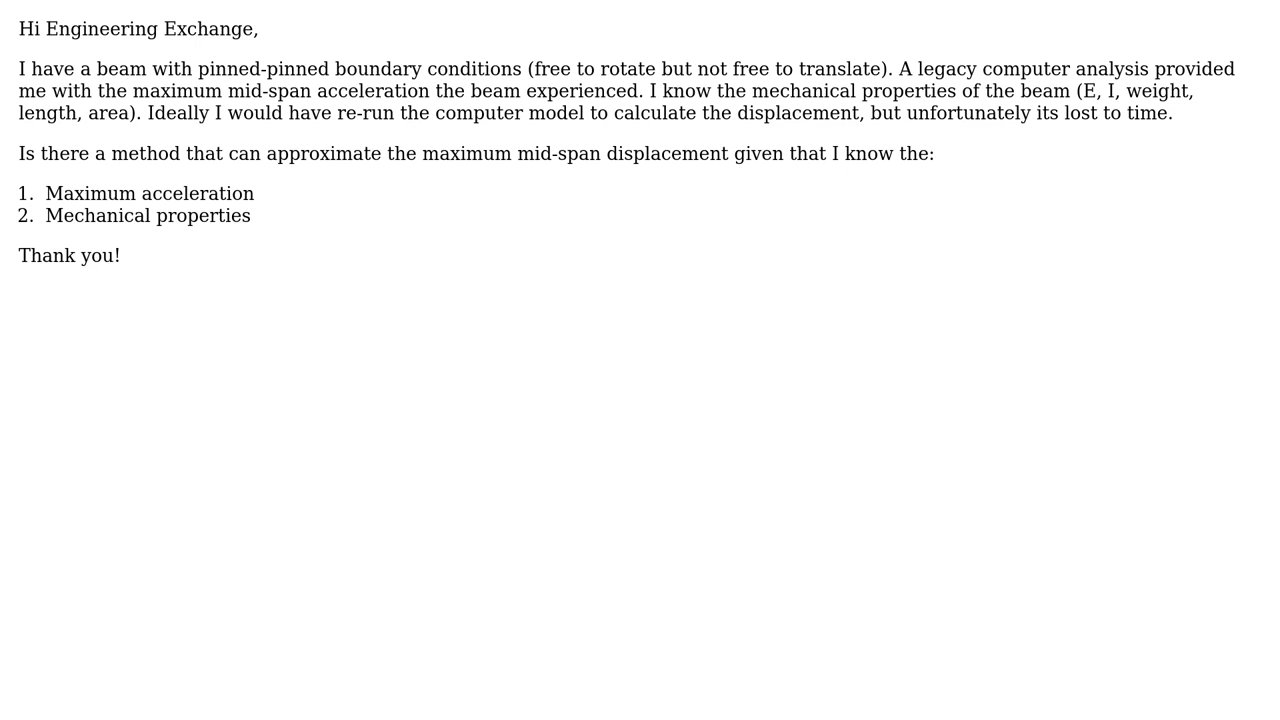 Hi Engineering Exchange,
I have a beam with pinned-pinned boundary conditions (free to rotate but not free to translate). A legacy computer analysis provided
me with the maximum mid-span acceleration the beam experienced. I know the mechanical properties of the beam (E, I, weight,
length, area). Ideally I would have re-run the computer model to calculate the displacement, but unfortunately its lost to time.
Is there a method that can approximate the maximum mid-span displacement given that I know the:
1. Maximum acceleration
2. Mechanical properties
Thank you!